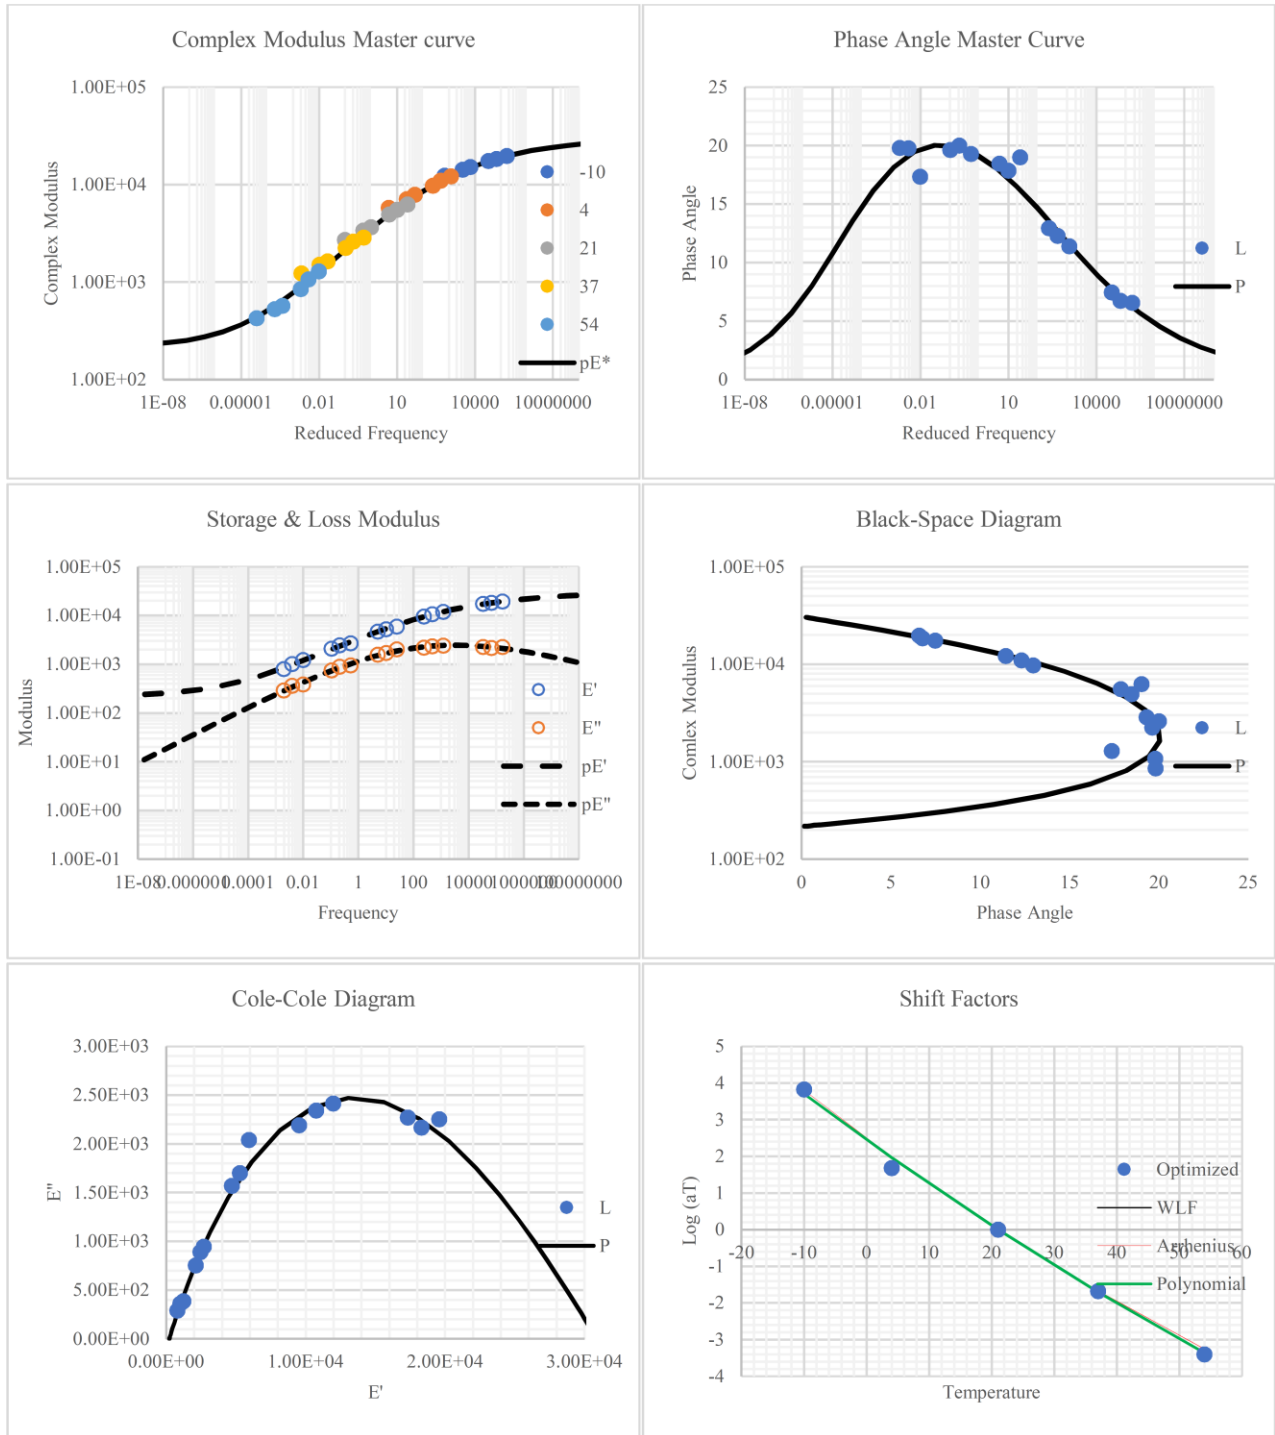 Complex Modulus Master curve
1.00E+05
1.00E+04
1.00E+03
1.00E+02
Complex Modulus
-10
4
21
37
54
pE*
1E-08 0.00001 0.01 10 10000 10000000
Reduced Frequency
Phase Angle Master Curve
25
20
15
10
5
0
Phase Angle
L
P
1E-08 0.00001 0.01 10 10000 10000000
Reduced Frequency
Storage & Loss Modulus
1.00E+05
1.00E+04
1.00E+03
1.00E+02
1.00E+01
1.00E+00
1.00E-01
Modulus
E'
E"
pE'
pE"
1E-08 0.000001 0.0001 0.01 1 100 10000 1000000 100000000
Frequency
Black-Space Diagram
1.00E+05
1.00E+04
1.00E+03
1.00E+02
Comlex Modulus
L
P
0 5 10 15 20 25
Phase Angle
Cole-Cole Diagram
3.00E+03
2.50E+03
2.00E+03
1.50E+03
1.00E+03
5.00E+02
0.00E+00
E"
L
P
0.00E+00 1.00E+04 2.00E+04 3.00E+04
E'
Shift Factors
5
4
3
2
1
0
-1
-2
-3
-4
Log (aT)
Optimized
WLF
Arrhenius
Polynomial
-20 -10 0 10 20 30 40 50 60
Temperature